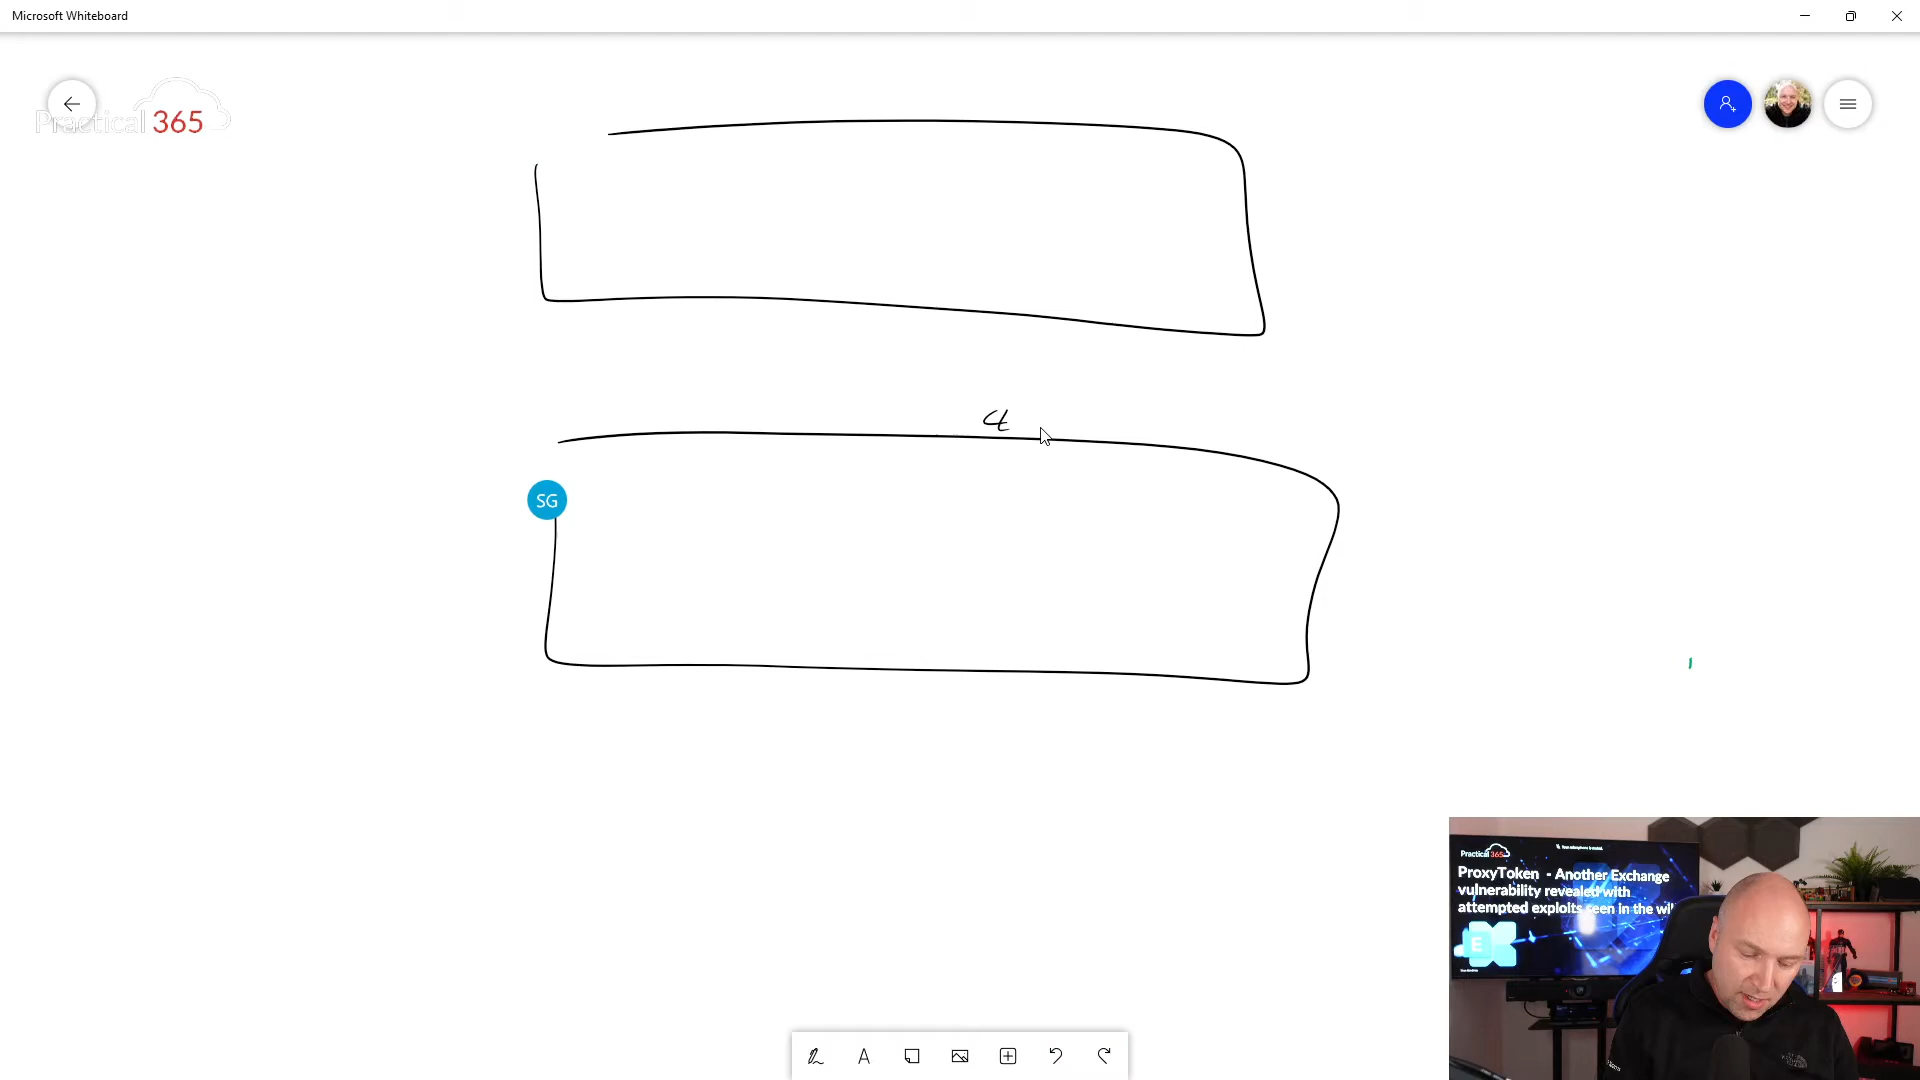 Microsoft Whiteboard
Practical 365
SG
Practical 365
ProxyToken - Another Exchange
vulnerability revealed with
attempted exploits seen in the wil
E